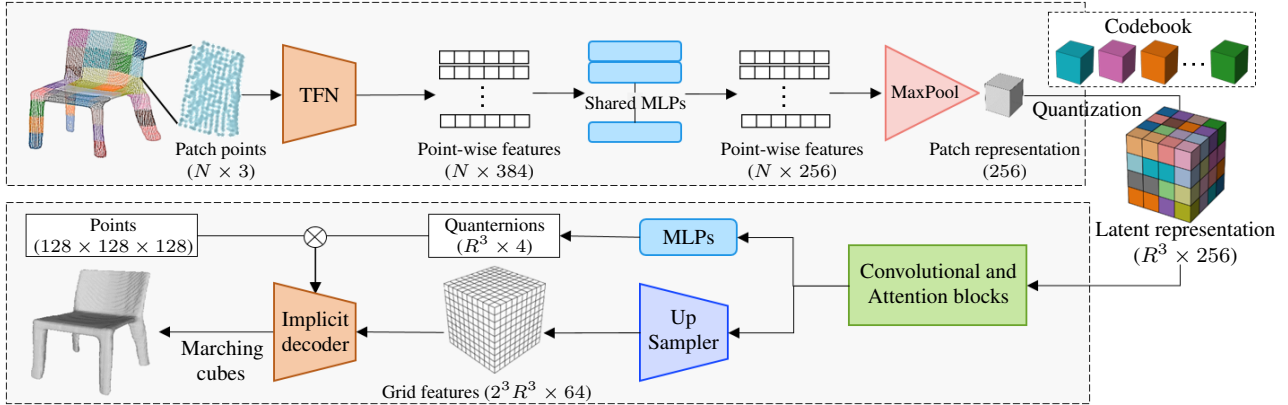 Codebook
TFN
Shared MLPs
MaxPool
Quantization
Patch points
(N × 3)
Point-wise features
(N × 384)
Point-wise features
(N × 256)
Patch representation
(256)
Latent representation
(R³ × 256)
Points
(128 × 128 × 128)
Quanternions
(R³ × 4)
MLPs
Convolutional and
Attention blocks
Implicit
decoder
Up
Sampler
Marching
cubes
Grid features (2³R³ × 64)